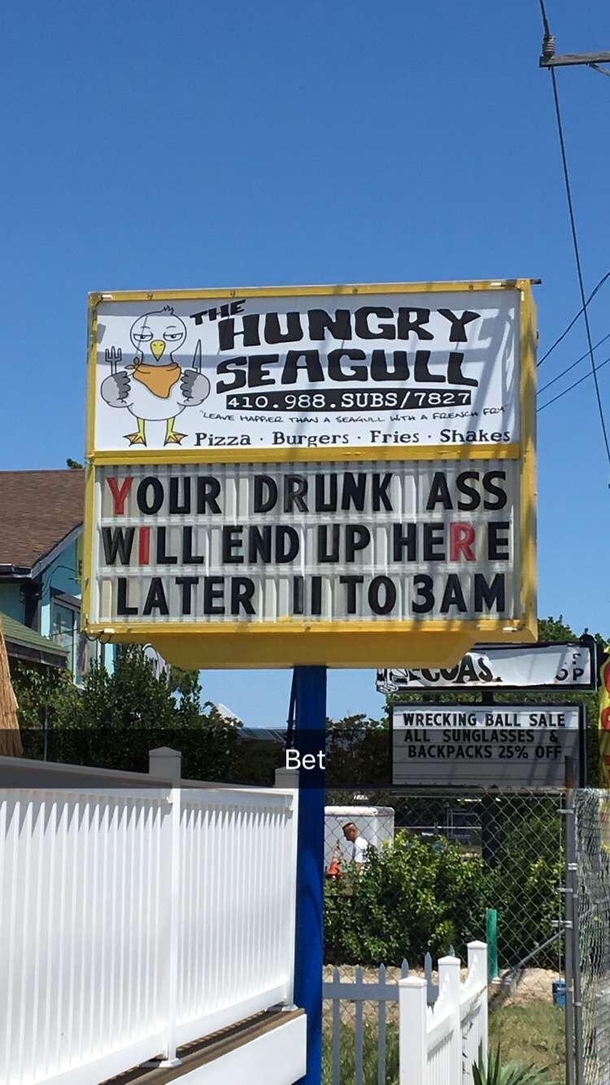 THE
HUNGRY
SEAGULL
410.988.SUBS/7827
"LEAVE HAPPIER THAN A SEAGULL WITH A FRENCH FRY"
Pizza · Burgers · Fries · Shakes
YOUR DRUNK ASS
WILL END UP HERE
LATER 11 TO 3AM
WRECKING BALL SALE
ALL SUNGLASSES &
BACKPACKS 25% OFF
Bet